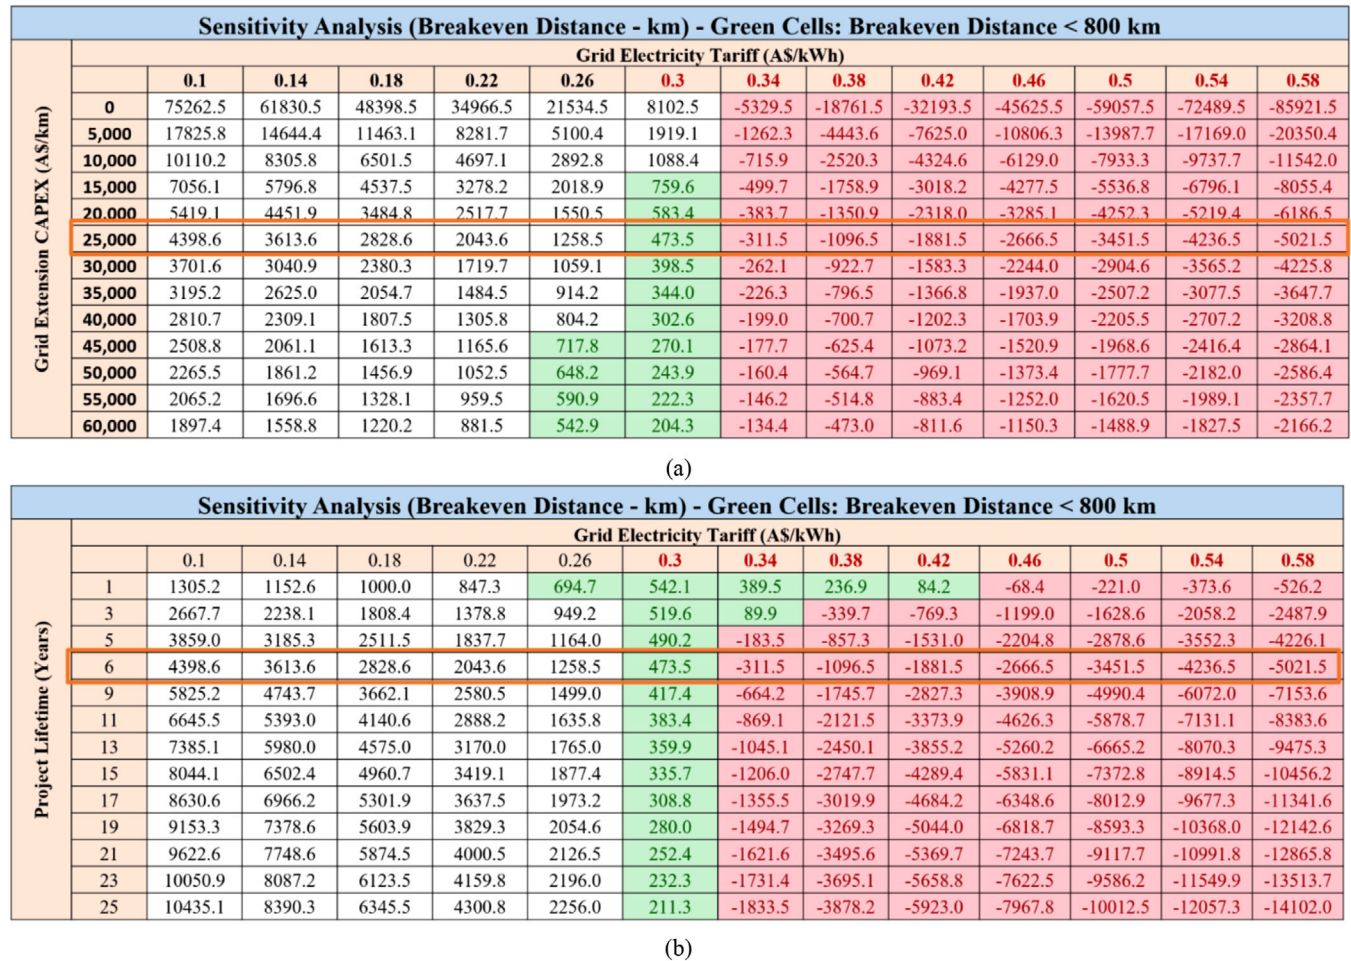 Sensitivity Analysis (Breakeven Distance - km) - Green Cells: Breakeven Distance < 800 km
Grid Electricity Tariff (A$/kWh)
Grid Extension CAPEX (A$/km)
0.1 0.14 0.18 0.22 0.26 0.3 0.34 0.38 0.42 0.46 0.5 0.54 0.58
0 75262.5 61830.5 48398.5 34966.5 21534.5 8102.5 -5329.5 -18761.5 -32193.5 -45625.5 -59057.5 -72489.5 -85921.5
5,000 17825.8 14644.4 11463.1 8281.7 5100.4 1919.1 -1262.3 -4443.6 -7625.0 -10806.3 -13987.7 -17169.0 -20350.4
10,000 10110.2 8305.8 6501.5 4697.1 2892.8 1088.4 -715.9 -2520.3 -4324.6 -6129.0 -7933.3 -9737.7 -11542.0
15,000 7056.1 5796.8 4537.5 3278.2 2018.9 759.6 -499.7 -1758.9 -3018.2 -4277.5 -5536.8 -6796.1 -8055.4
20,000 5419.1 4451.9 3484.8 2517.7 1550.5 583.4 -383.7 -1350.9 -2318.0 -3285.1 -4252.3 -5219.4 -6186.5
25,000 4398.6 3613.6 2828.6 2043.6 1258.5 473.5 -311.5 -1096.5 -1881.5 -2666.5 -3451.5 -4236.5 -5021.5
30,000 3701.6 3040.9 2380.3 1719.7 1059.1 398.5 -262.1 -922.7 -1583.3 -2244.0 -2904.6 -3565.2 -4225.8
35,000 3195.2 2625.0 2054.7 1484.5 914.2 344.0 -226.3 -796.5 -1366.8 -1937.0 -2507.2 -3077.5 -3647.7
40,000 2810.7 2309.1 1807.5 1305.8 804.2 302.6 -199.0 -700.7 -1202.3 -1703.9 -2205.5 -2707.2 -3208.8
45,000 2508.8 2061.1 1613.3 1165.6 717.8 270.1 -177.7 -625.4 -1073.2 -1520.9 -1968.6 -2416.4 -2864.1
50,000 2265.5 1861.2 1456.9 1052.5 648.2 243.9 -160.4 -564.7 -969.1 -1373.4 -1777.7 -2182.0 -2586.4
55,000 2065.2 1696.6 1328.1 959.5 590.9 222.3 -146.2 -514.8 -883.4 -1252.0 -1620.5 -1989.1 -2357.7
60,000 1897.4 1558.8 1220.2 881.5 542.9 204.3 -134.4 -473.0 -811.6 -1150.3 -1488.9 -1827.5 -2166.2
(a)
Sensitivity Analysis (Breakeven Distance - km) - Green Cells: Breakeven Distance < 800 km
Grid Electricity Tariff (A$/kWh)
Project Lifetime (Years)
0.1 0.14 0.18 0.22 0.26 0.3 0.34 0.38 0.42 0.46 0.5 0.54 0.58
1 1305.2 1152.6 1000.0 847.3 694.7 542.1 389.5 236.9 84.2 -68.4 -221.0 -373.6 -526.2
3 2667.7 2238.1 1808.4 1378.8 949.2 519.6 89.9 -339.7 -769.3 -1199.0 -1628.6 -2058.2 -2487.9
5 3859.0 3185.3 2511.5 1837.7 1164.0 490.2 -183.5 -857.3 -1531.0 -2204.8 -2878.6 -3552.3 -4226.1
6 4398.6 3613.6 2828.6 2043.6 1258.5 473.5 -311.5 -1096.5 -1881.5 -2666.5 -3451.5 -4236.5 -5021.5
9 5825.2 4743.7 3662.1 2580.5 1499.0 417.4 -664.2 -1745.7 -2827.3 -3908.9 -4990.4 -6072.0 -7153.6
11 6645.5 5393.0 4140.6 2888.2 1635.8 383.4 -869.1 -2121.5 -3373.9 -4626.3 -5878.7 -7131.1 -8383.6
13 7385.1 5980.0 4575.0 3170.0 1765.0 359.9 -1045.1 -2450.1 -3855.2 -5260.2 -6665.2 -8070.3 -9475.3
15 8044.1 6502.4 4960.7 3419.1 1877.4 335.7 -1206.0 -2747.7 -4289.4 -5831.1 -7372.8 -8914.5 -10456.2
17 8630.6 6966.2 5301.9 3637.5 1973.2 308.8 -1355.5 -3019.9 -4684.2 -6348.6 -8012.9 -9677.3 -11341.6
19 9153.3 7378.6 5603.9 3829.3 2054.6 280.0 -1494.7 -3269.3 -5044.0 -6818.7 -8593.3 -10368.0 -12142.6
21 9622.6 7748.6 5874.5 4000.5 2126.5 252.4 -1621.6 -3495.6 -5369.7 -7243.7 -9117.7 -10991.8 -12865.8
23 10050.9 8087.2 6123.5 4159.8 2196.0 232.3 -1731.4 -3695.1 -5658.8 -7622.5 -9586.2 -11549.9 -13513.7
25 10435.1 8390.3 6345.5 4300.8 2256.0 211.3 -1833.5 -3878.2 -5923.0 -7967.8 -10012.5 -12057.3 -14102.0
(b)